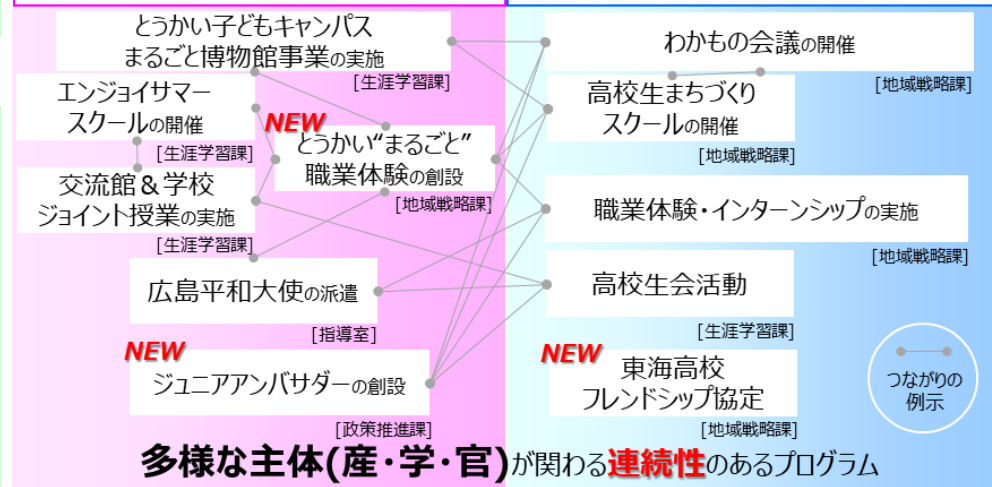 とうかい子どもキャンパス
まるごと博物館事業の実施
[生涯学習課]
エンジョイサマー
スクールの開催
[生涯学習課]
NEW
とうかい“まるごと”
職業体験の創設
[地域戦略課]
交流館&学校
ジョイント授業の実施
[生涯学習課]
広島平和大使の派遣
[指導室]
NEW
ジュニアアンバサダーの創設
[政策推進課]
わかもの会議の開催
[地域戦略課]
高校生まちづくり
スクールの開催
[地域戦略課]
職業体験・インターンシップの実施
[地域戦略課]
高校生会活動
[生涯学習課]
NEW
東海高校
フレンドシップ協定
[地域戦略課]
つながりの
例示
多様な主体(産・学・官)が関わる連続性のあるプログラム